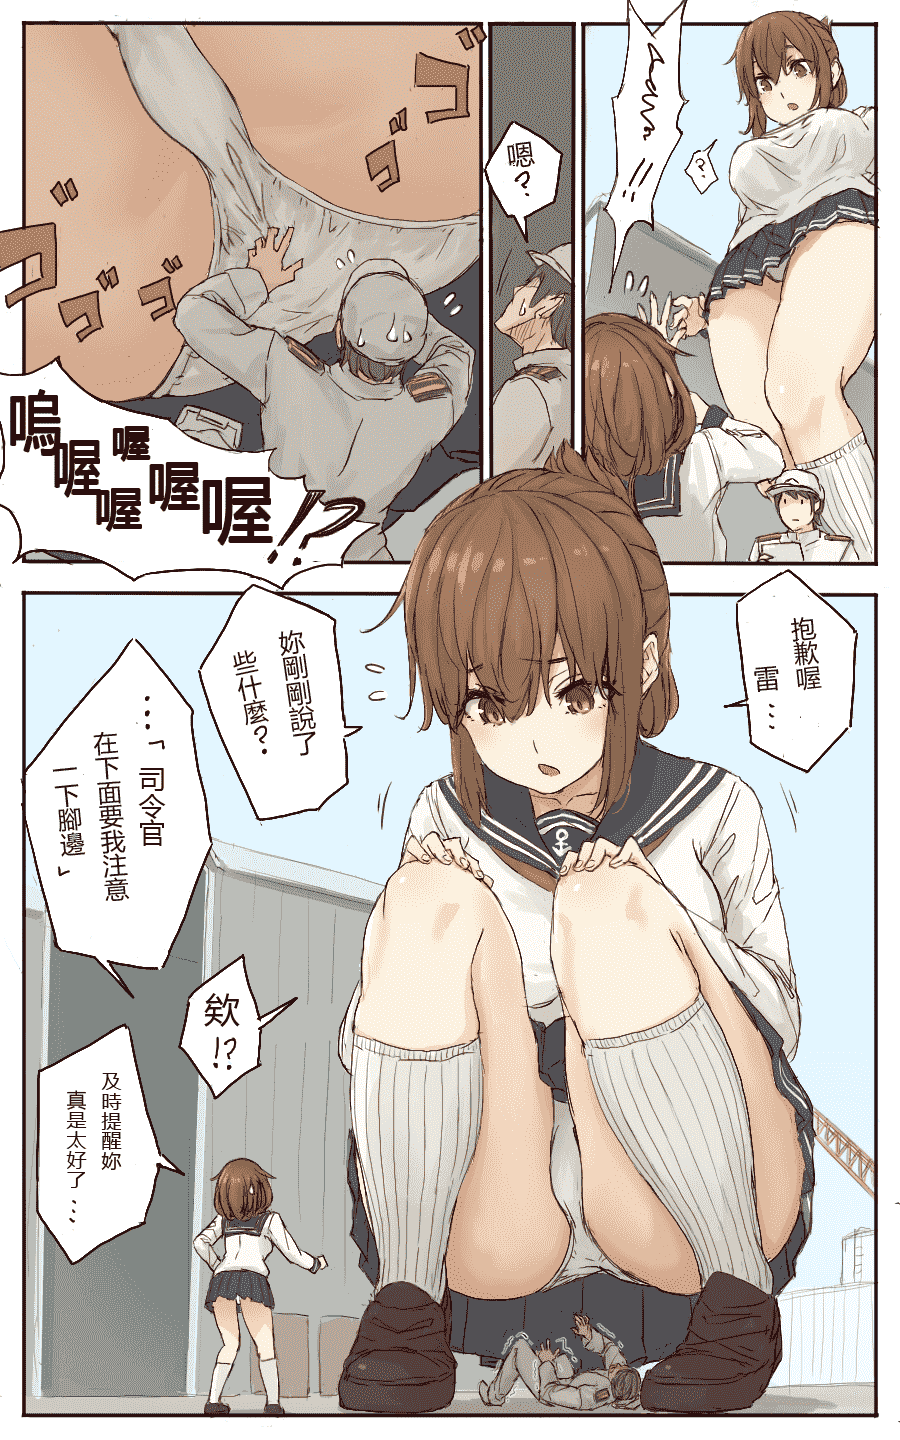 ?
嗯?
ゴゴゴ
ゴゴゴ
嗚喔喔喔喔喔!?
抱歉喔
雷…
妳剛剛說了
些什麼?
…「司令官
在下面要我注意
一下腳邊」
欸!?
及時提醒妳
真是太好了…